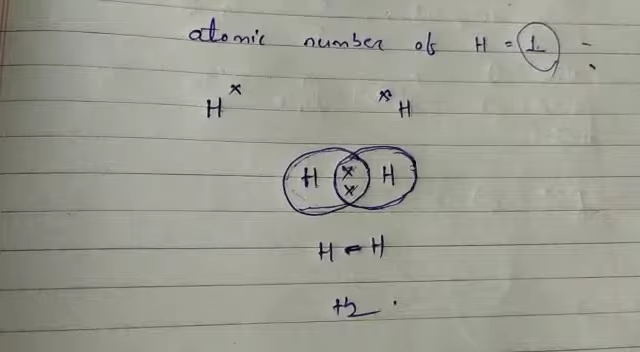 atomic number of H = 1
H x x H
H x x H
H - H
H2